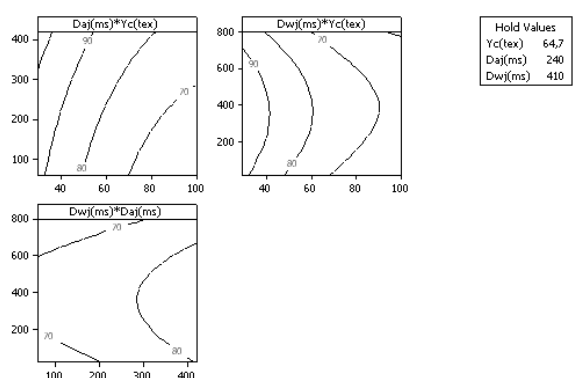 Daj(ms)*Yc(tex)
400
300
200
100
90
80
70
40 60 80 100
Dwj(ms)*Yc(tex)
800
600
400
200
70
90
80
40 60 80 100
Hold Values
Yc(tex) 64,7
Daj(ms) 240
Dwj(ms) 410
Dwj(ms)*Daj(ms)
800
600
400
200
70
70
80
100 200 300 400